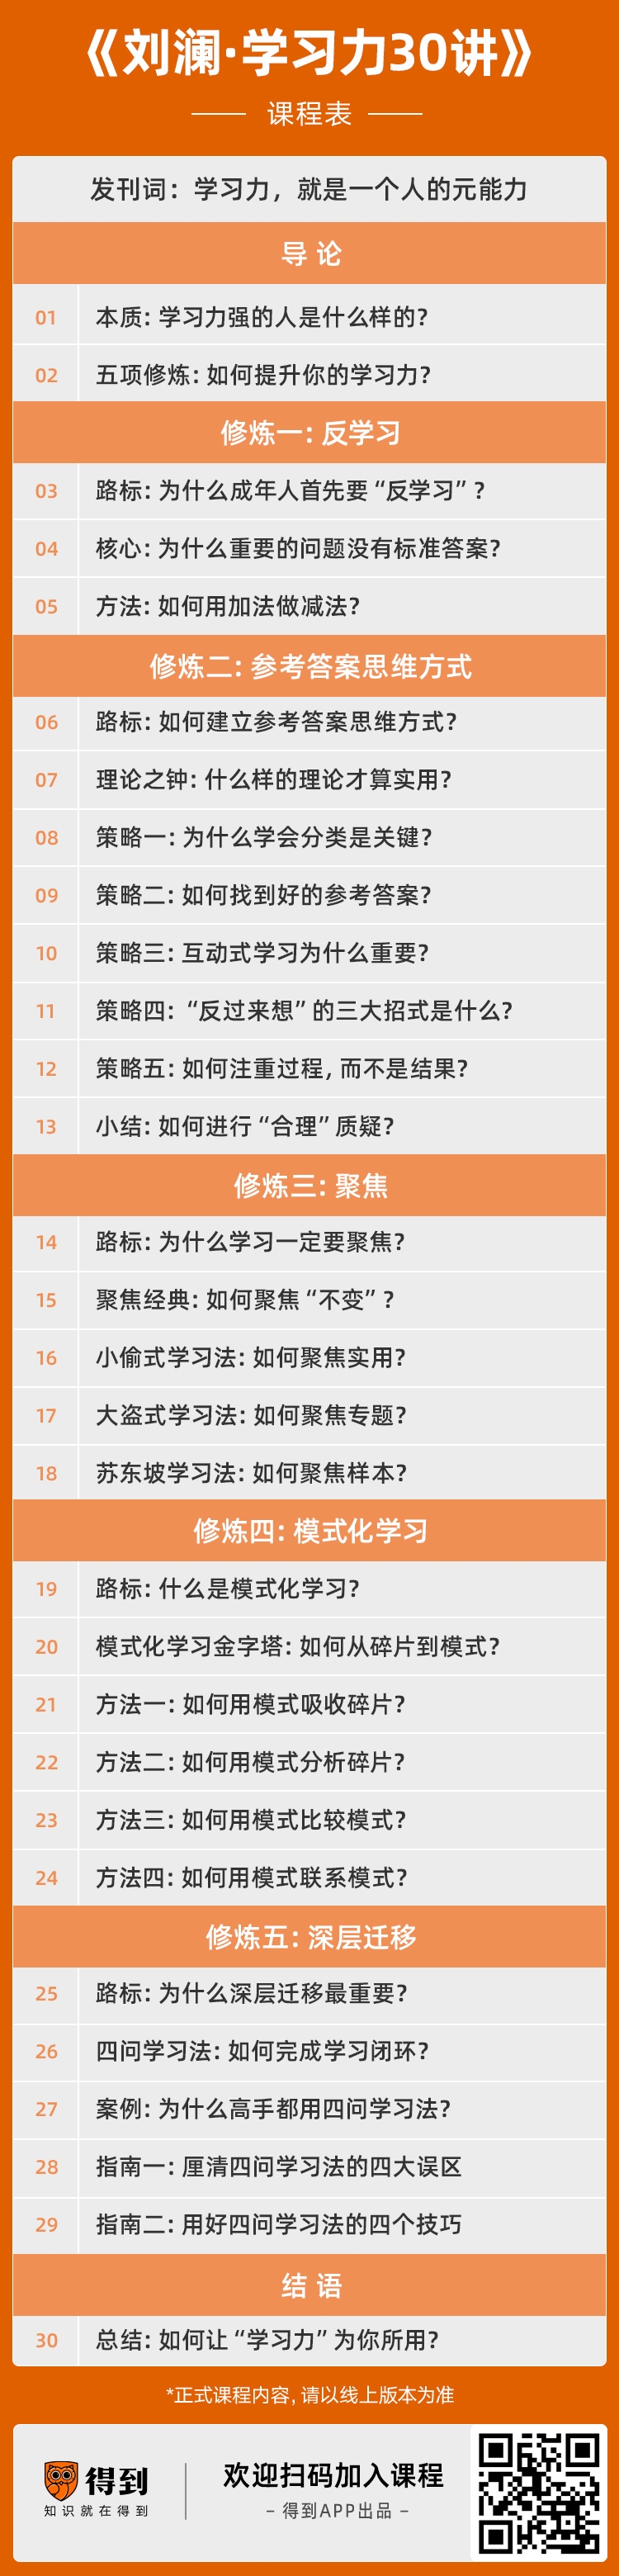 《刘澜·学习力30讲》
课程表
发刊词：学习力，就是一个人的元能力
导 论
01 本质：学习力强的人是什么样的？
02 五项修炼：如何提升你的学习力？
修炼一：反学习
03 路标：为什么成年人首先要“反学习”？
04 核心：为什么重要的问题没有标准答案？
05 方法：如何用加法做减法？
修炼二：参考答案思维方式
06 路标：如何建立参考答案思维方式？
07 理论之钟：什么样的理论才算实用？
08 策略一：为什么学会分类是关键？
09 策略二：如何找到好的参考答案？
10 策略三：互动式学习为什么重要？
11 策略四：“反过来想”的三大招式是什么？
12 策略五：如何注重过程，而不是结果？
13 小结：如何进行“合理”质疑？
修炼三：聚焦
14 路标：为什么学习一定要聚焦？
15 聚焦经典：如何聚焦“不变”？
16 小偷式学习法：如何聚焦实用？
17 大盗式学习法：如何聚焦专题？
18 苏东坡学习法：如何聚焦样本？
修炼四：模式化学习
19 路标：什么是模式化学习？
20 模式化学习金字塔：如何从碎片到模式？
21 方法一：如何用模式吸收碎片？
22 方法二：如何用模式分析碎片？
23 方法三：如何用模式比较模式？
24 方法四：如何用模式联系模式？
修炼五：深层迁移
25 路标：为什么深层迁移最重要？
26 四问学习法：如何完成学习闭环？
27 案例：为什么高手都用四问学习法？
28 指南一：厘清四问学习法的四大误区
29 指南二：用好四问学习法的四个技巧
结 语
30 总结：如何让“学习力”为你所用？
*正式课程内容，请以线上版本为准
得到
知识就在得到
欢迎扫码加入课程
– 得到APP出品 –